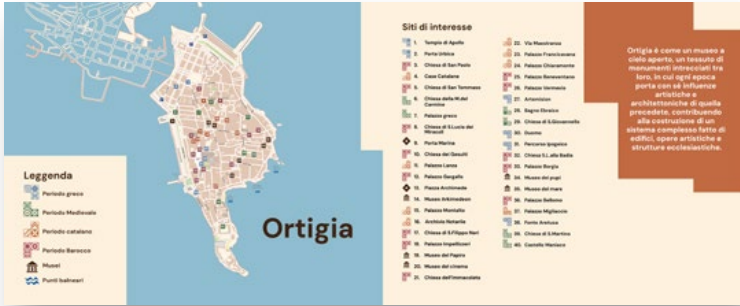 Leggenda
Periodo greco
Periodo Medievale
Periodo catalano
Periodo Barocco
Musei
Punti balneari
Ortigia
Siti di interesse
1. Tempio di Apollo
2. Porta Urbica
3. Chiesa di San Paolo
4. Case Catalane
5. Chiesa di San Tommaso
6. Chiesa della M.del
Carmine
7. Palazzo greco
8. Chiesa di S.Lucia dei
Miracoli
9. Porta Marina
10. Chiesa dei Gesuiti
11. Palazzo Lanza
12. Palazzo Gargallo
13. Piazza Archimede
14. Museo Arkimedeion
15. Palazzo Montalto
16. Archivio Notarile
17. Chiesa di S.Filippo Neri
18. Palazzo Impellizzeri
19. Museo del Papiro
20. Museo del cinema
21. Chiesa dell'Immacolata
22. Via Maestranza
23. Palazzo Francicanava
24. Palazzo Chiaramonte
25. Palazzo Beneventano
26. Palazzo Vermexio
27. Artemision
28. Bagno Ebraico
29. Chiesa di S.Giovannello
30. Duomo
31. Percorso Ipogeico
32. Chiesa S.L.alla Badia
33. Palazzo Borgia
34. Museo dei pupi
35. Museo del mare
36. Palazzo Bellomo
37. Palazzo Migliaccio
38. Fonte Aretusa
39. Chiesa di S.Martino
40. Castello Maniace
Ortigia è come un museo a
cielo aperto, un tessuto di
monumenti intrecciati tra
loro, in cui ogni epoca
porta con sé influenze
artistiche e
architettoniche di quella
precedete, contribuendo
alla costruzione di un
sistema complesso fatto di
edifici, opere artistiche e
strutture ecclesiastiche.